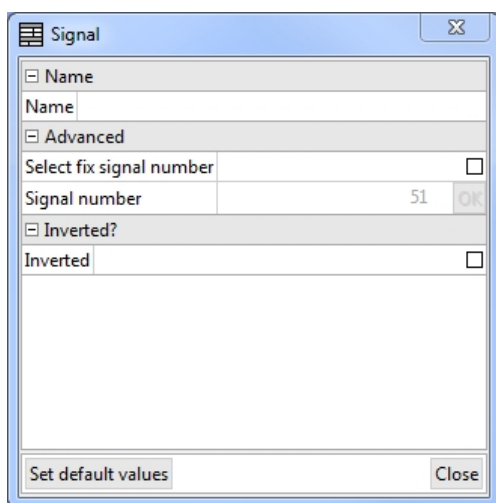 Signal
Name
Name
Advanced
Select fix signal number
Signal number 51 OK
Inverted?
Inverted
Set default values Close